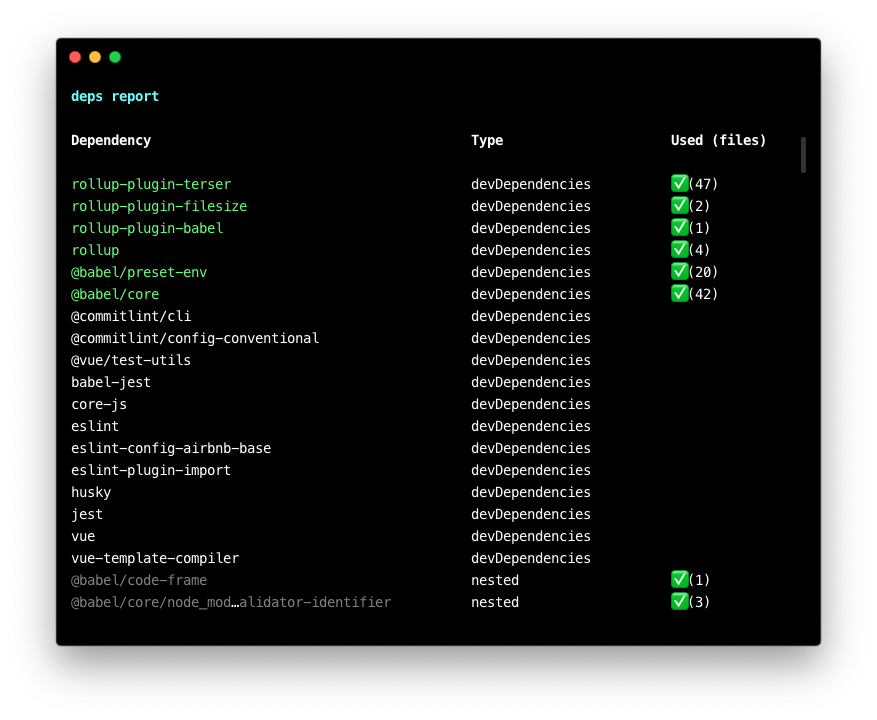 deps report
Dependency Type Used (files)
rollup-plugin-terser devDependencies ✅(47)
rollup-plugin-filesize devDependencies ✅(2)
rollup-plugin-babel devDependencies ✅(1)
rollup devDependencies ✅(4)
@babel/preset-env devDependencies ✅(20)
@babel/core devDependencies ✅(42)
@commitlint/cli devDependencies
@commitlint/config-conventional devDependencies
@vue/test-utils devDependencies
babel-jest devDependencies
core-js devDependencies
eslint devDependencies
eslint-config-airbnb-base devDependencies
eslint-plugin-import devDependencies
husky devDependencies
jest devDependencies
vue devDependencies
vue-template-compiler devDependencies
@babel/code-frame nested ✅(1)
@babel/core/node_mod…alidator-identifier nested ✅(3)